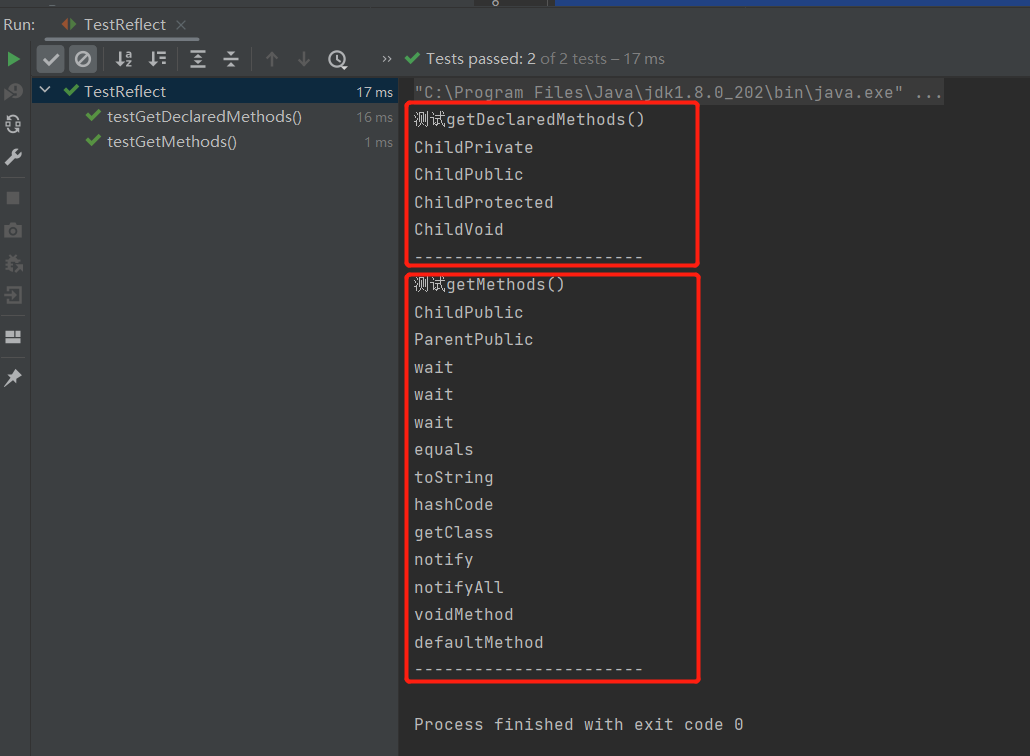 Run: TestReflect
Tests passed: 2 of 2 tests – 17 ms
TestReflect 17 ms
testGetDeclaredMethods() 16 ms
testGetMethods() 1 ms
"C:\Program Files\Java\jdk1.8.0_202\bin\java.exe" ...
测试getDeclaredMethods()
ChildPrivate
ChildPublic
ChildProtected
ChildVoid
-----------------------
测试getMethods()
ChildPublic
ParentPublic
wait
wait
wait
equals
toString
hashCode
getClass
notify
notifyAll
voidMethod
defaultMethod
-----------------------
Process finished with exit code 0